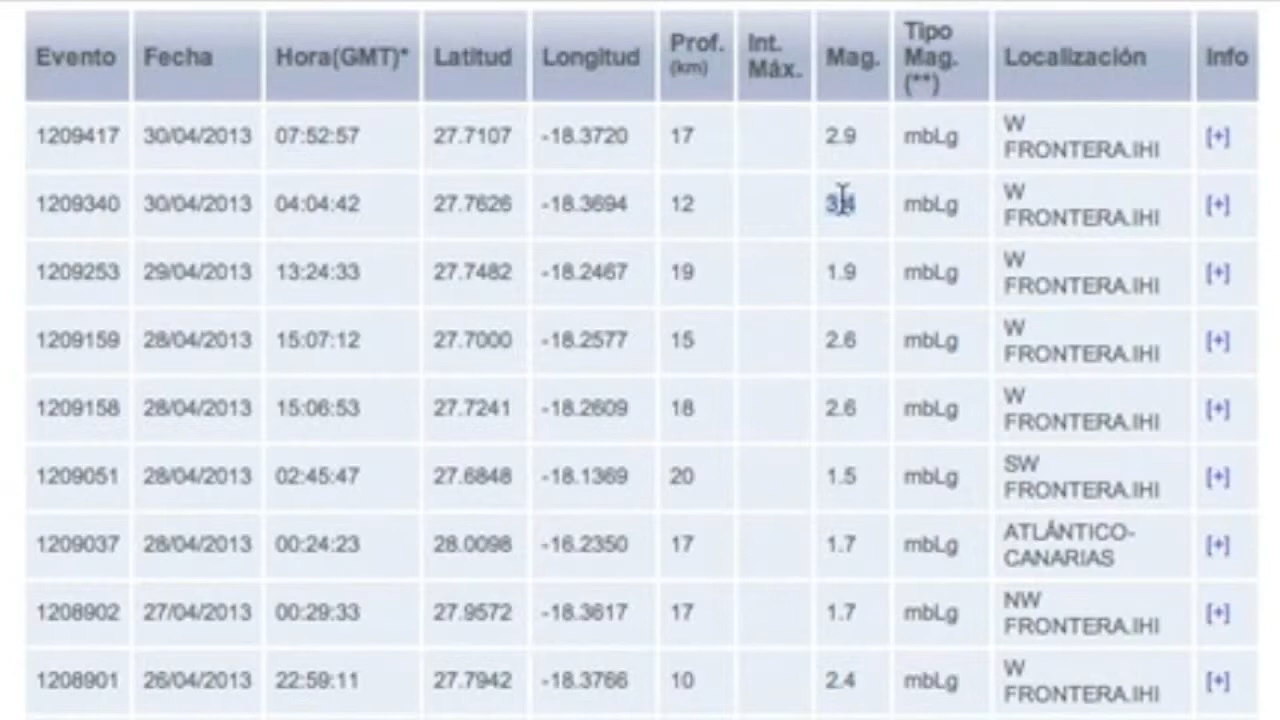 Evento Fecha Hora(GMT)* Latitud Longitud Prof. (km) Int. Máx. Mag. Tipo Mag. (**) Localización Info
1209417 30/04/2013 07:52:57 27.7107 -18.3720 17 2.9 mbLg W FRONTERA.IHI [+]
1209340 30/04/2013 04:04:42 27.7626 -18.3694 12 mbLg W FRONTERA.IHI [+]
1209253 29/04/2013 13:24:33 27.7482 -18.2467 19 1.9 mbLg W FRONTERA.IHI [+]
1209159 28/04/2013 15:07:12 27.7000 -18.2577 15 2.6 mbLg W FRONTERA.IHI [+]
1209158 28/04/2013 15:06:53 27.7241 -18.2609 18 2.6 mbLg W FRONTERA.IHI [+]
1209051 28/04/2013 02:45:47 27.6848 -18.1369 20 1.5 mbLg SW FRONTERA.IHI [+]
1209037 28/04/2013 00:24:23 28.0098 -16.2350 17 1.7 mbLg ATLÁNTICO-CANARIAS [+]
1208902 27/04/2013 00:29:33 27.9572 -18.3617 17 1.7 mbLg NW FRONTERA.IHI [+]
1208901 26/04/2013 22:59:11 27.7942 -18.3766 10 2.4 mbLg W FRONTERA.IHI [+]